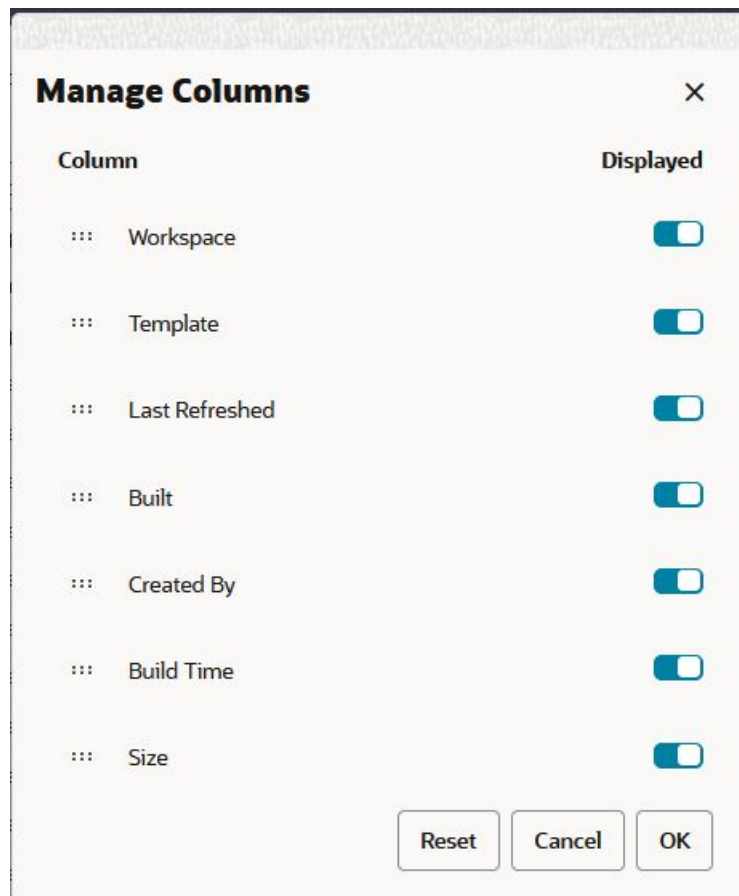 Manage Columns
Column Displayed
Workspace
Template
Last Refreshed
Built
Created By
Build Time
Size
Reset Cancel OK